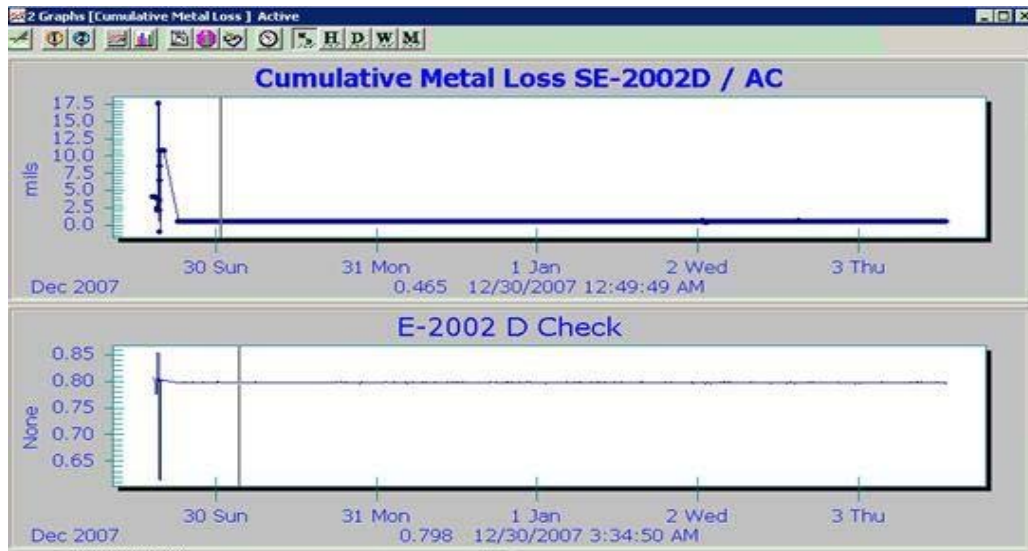 2 Graphs [Cumulative Metal Loss ] Active
1 2 H D W M
Cumulative Metal Loss SE-2002D / AC
17.5
15.0
12.5
10.0
7.5
5.0
2.5
0.0
mils
30 Sun 31 Mon 1 Jan 2 Wed 3 Thu
Dec 2007 0.465 12/30/2007 12:49:49 AM
E-2002 D Check
0.85
0.80
0.75
0.70
0.65
None
30 Sun 31 Mon 1 Jan 2 Wed 3 Thu
Dec 2007 0.798 12/30/2007 3:34:50 AM